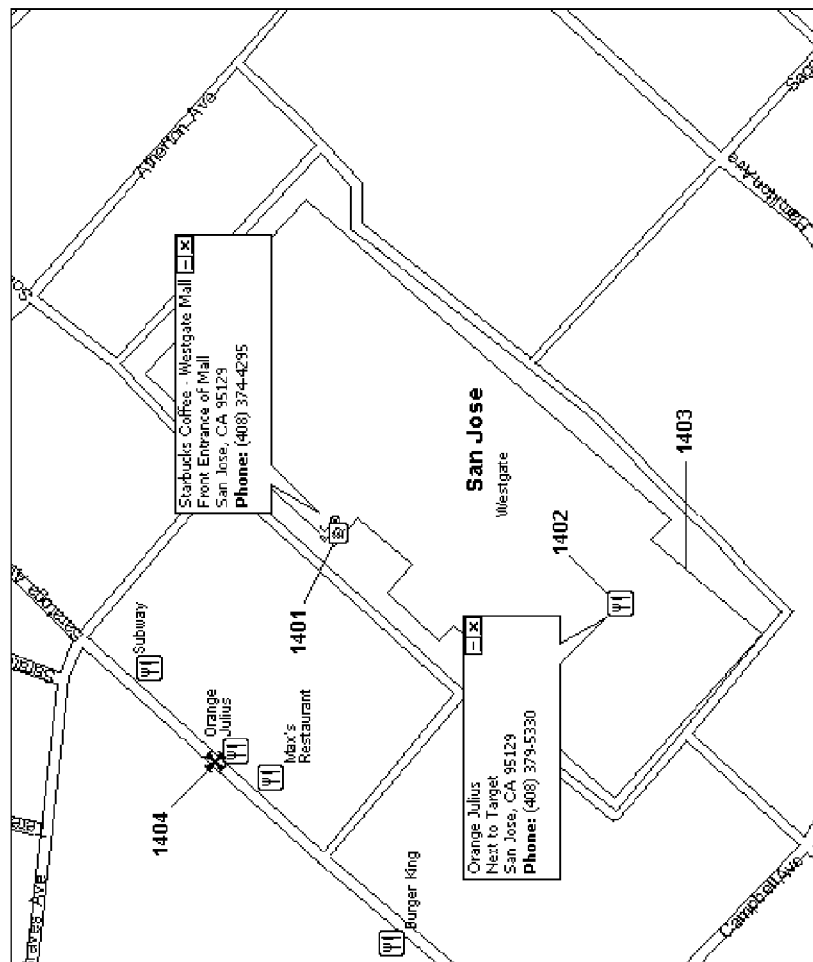 1404
Subway
Atherton Ave
Orange
Julius
Starbucks Coffee - Westgate Mall
Front Entrance of Mall
San Jose, CA 95129
Phone: (408) 374-4295
Max's
Restaurant
1401
Burger King
San Jose
Westgate
Orange Julius
Next to Target
San Jose, CA 95129
Phone: (408) 379-5330
1402
1403
Campbell Ave
Hamilton Ave